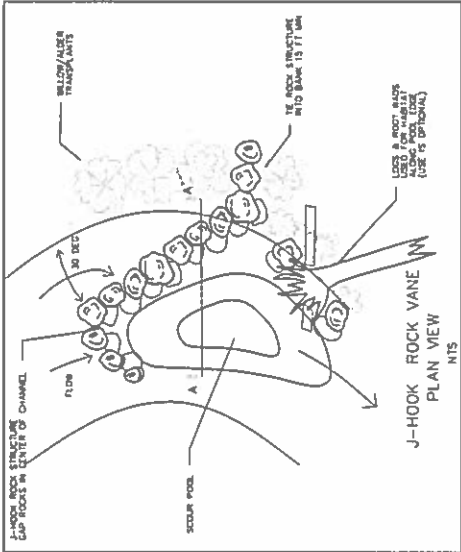 J-HOOK ROCK STRUCTURE
GAP ROCKS IN CENTER OF CHANNEL
FLOW
30 DEG
WILLOW/ALDER
TRANSPLANTS
A
A'
SCOUR POOL
TIE ROCK STRUCTURE
INTO BANK 15 FT MIN
LOGS & ROOT WADS
USED FOR HABITAT
ALONG POOL EDGE
(USE IS OPTIONAL)
J-HOOK ROCK VANE
PLAN VIEW
NTS